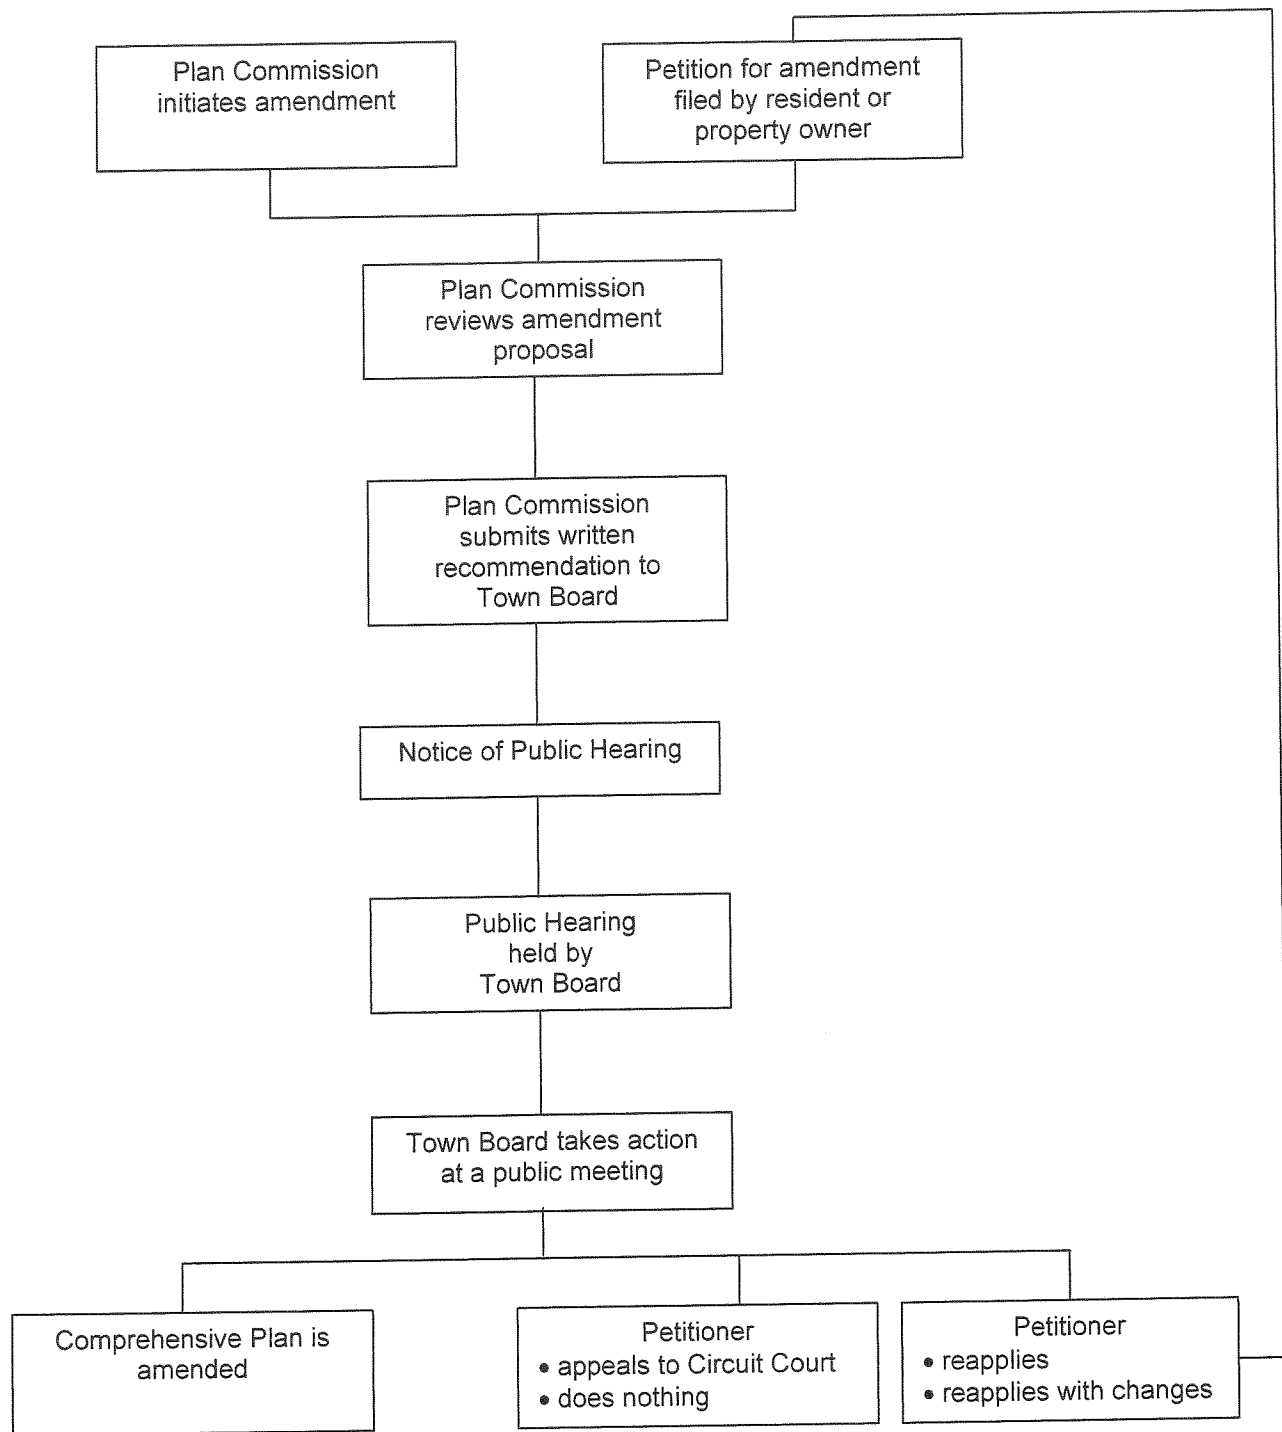 Plan Commission
initiates amendment
Petition for amendment
filed by resident or
property owner
Plan Commission
reviews amendment
proposal
Plan Commission
submits written
recommendation to
Town Board
Notice of Public Hearing
Public Hearing
held by
Town Board
Town Board takes action
at a public meeting
Comprehensive Plan is
amended
Petitioner
• appeals to Circuit Court
• does nothing
Petitioner
• reapplies
• reapplies with changes